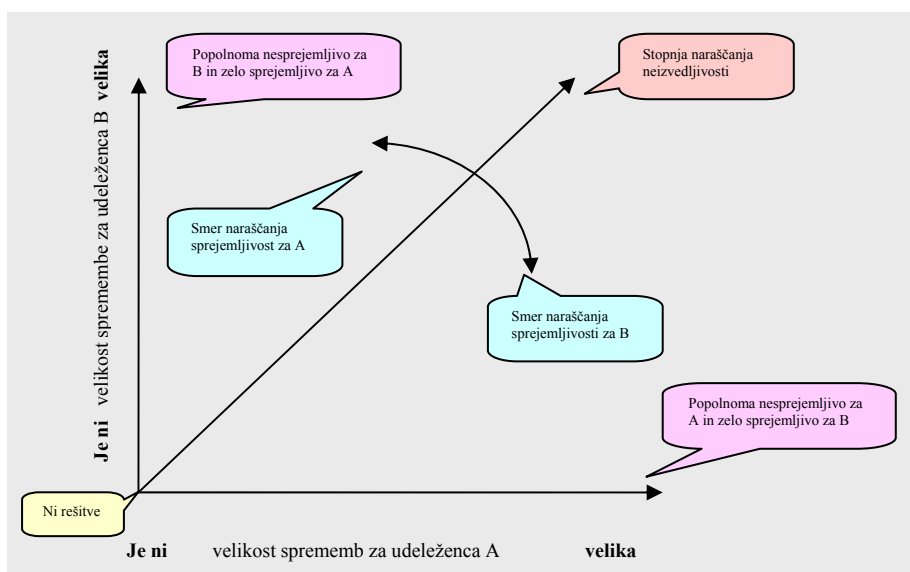 Popolnoma nesprejemljivo za
B in zelo sprejemljivo za A
Stopnja naraščanja
neizvedljivosti
Je ni velikost spremembe za udeleženca B velika
Smer naraščanja
sprejemljivost za A
Smer naraščanja
sprejemljivosti za B
Popolnoma nesprejemljivo za
A in zelo sprejemljivo za B
Ni rešitve
Je ni velikost sprememb za udeleženca A velika